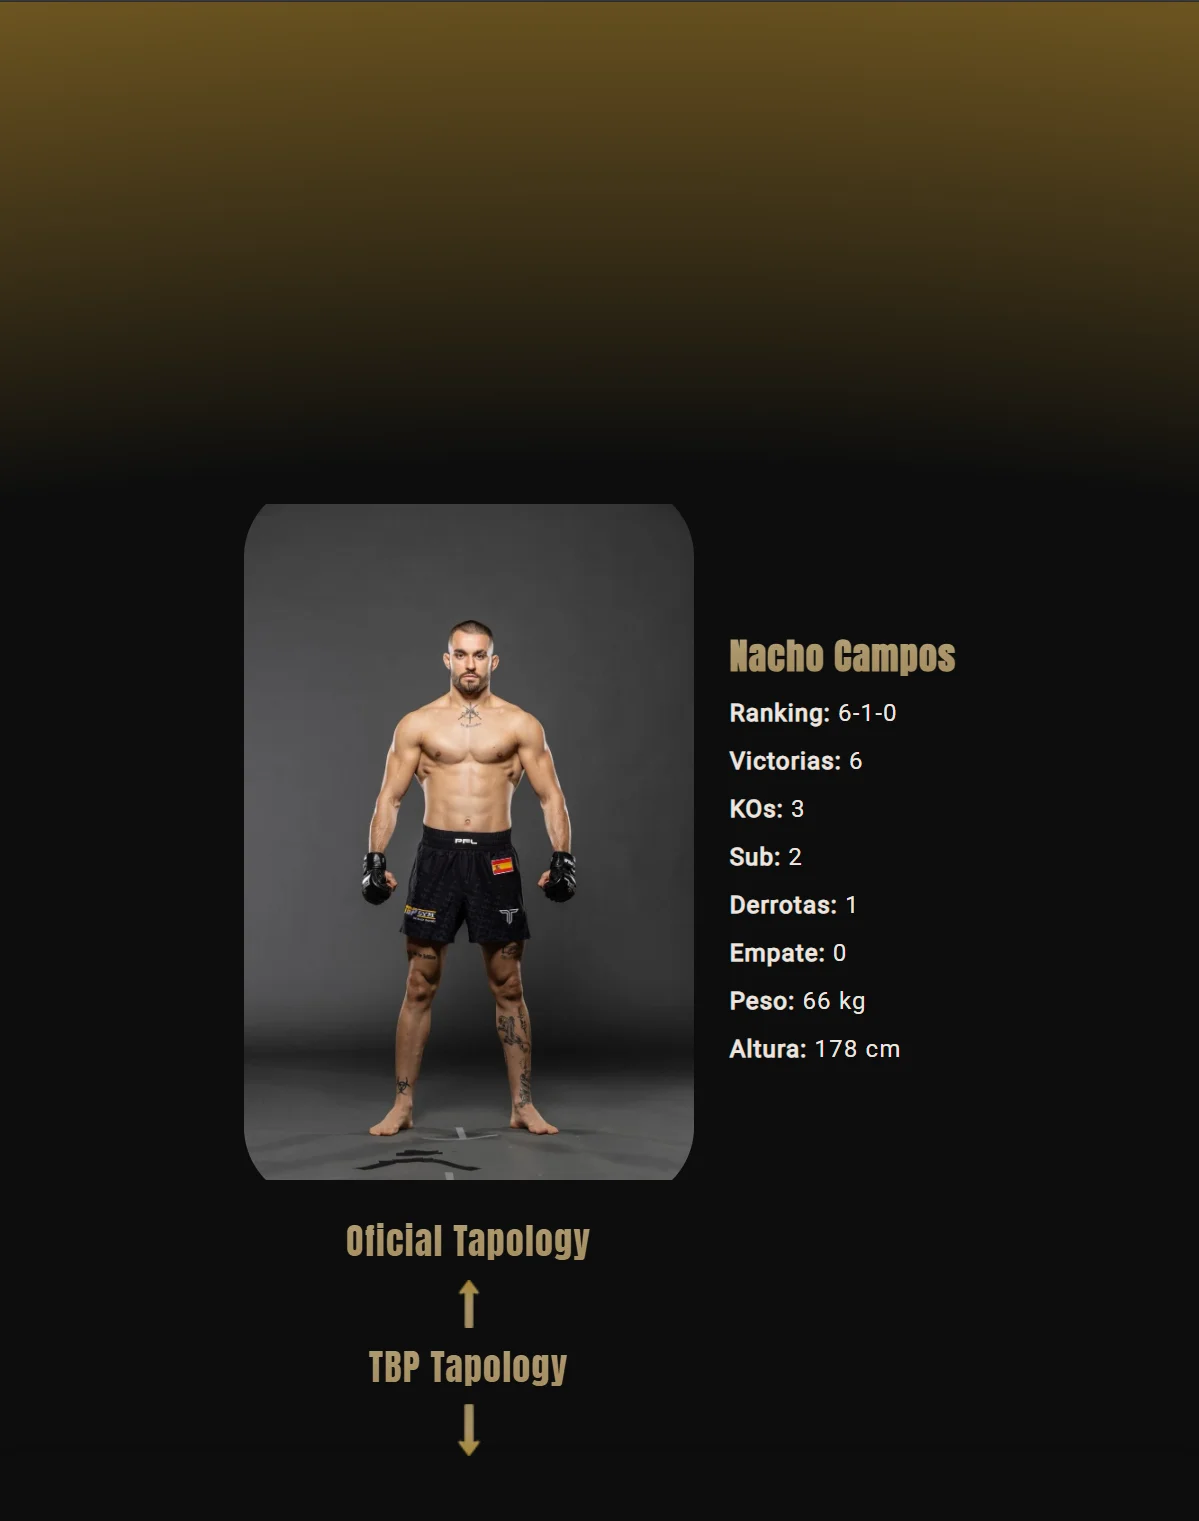 Nacho Campos
Ranking: 6-1-0
Victorias: 6
KOs: 3
Sub: 2
Derrotas: 1
Empate: 0
Peso: 66 kg
Altura: 178 cm
PFL
Oficial Tapology
TBP Tapology